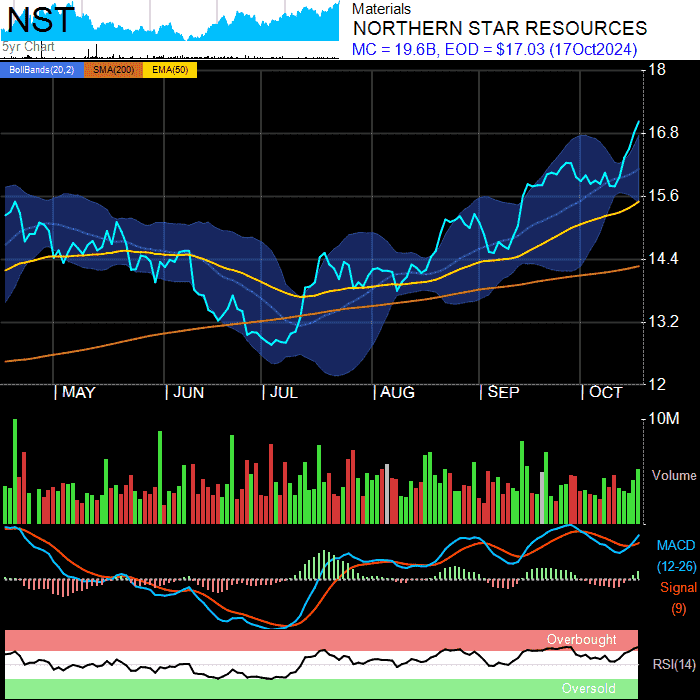 NST
5yr Chart
Materials
NORTHERN STAR RESOURCES
MC = 19.6B, EOD = $17.03 (17Oct2024)
BollBands(20,2) SMA(200) EMA(50)
18
16.8
15.6
14.4
13.2
12
MAY JUN JUL AUG SEP OCT
10M
Volume
MACD
(12-26)
Signal
(9)
Overbought
RSI(14)
Oversold